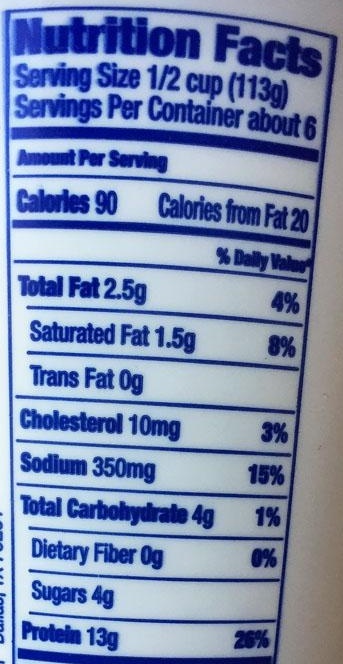 Nutrition Facts
Serving Size 1/2 cup (113g)
Servings Per Container about 6
Amount Per Serving
Calories 90 Calories from Fat 20
% Daily Value*
Total Fat 2.5g 4%
Saturated Fat 1.5g 8%
Trans Fat 0g
Cholesterol 10mg 3%
Sodium 350mg 15%
Total Carbohydrate 4g 1%
Dietary Fiber 0g 0%
Sugars 4g
Protein 13g 26%